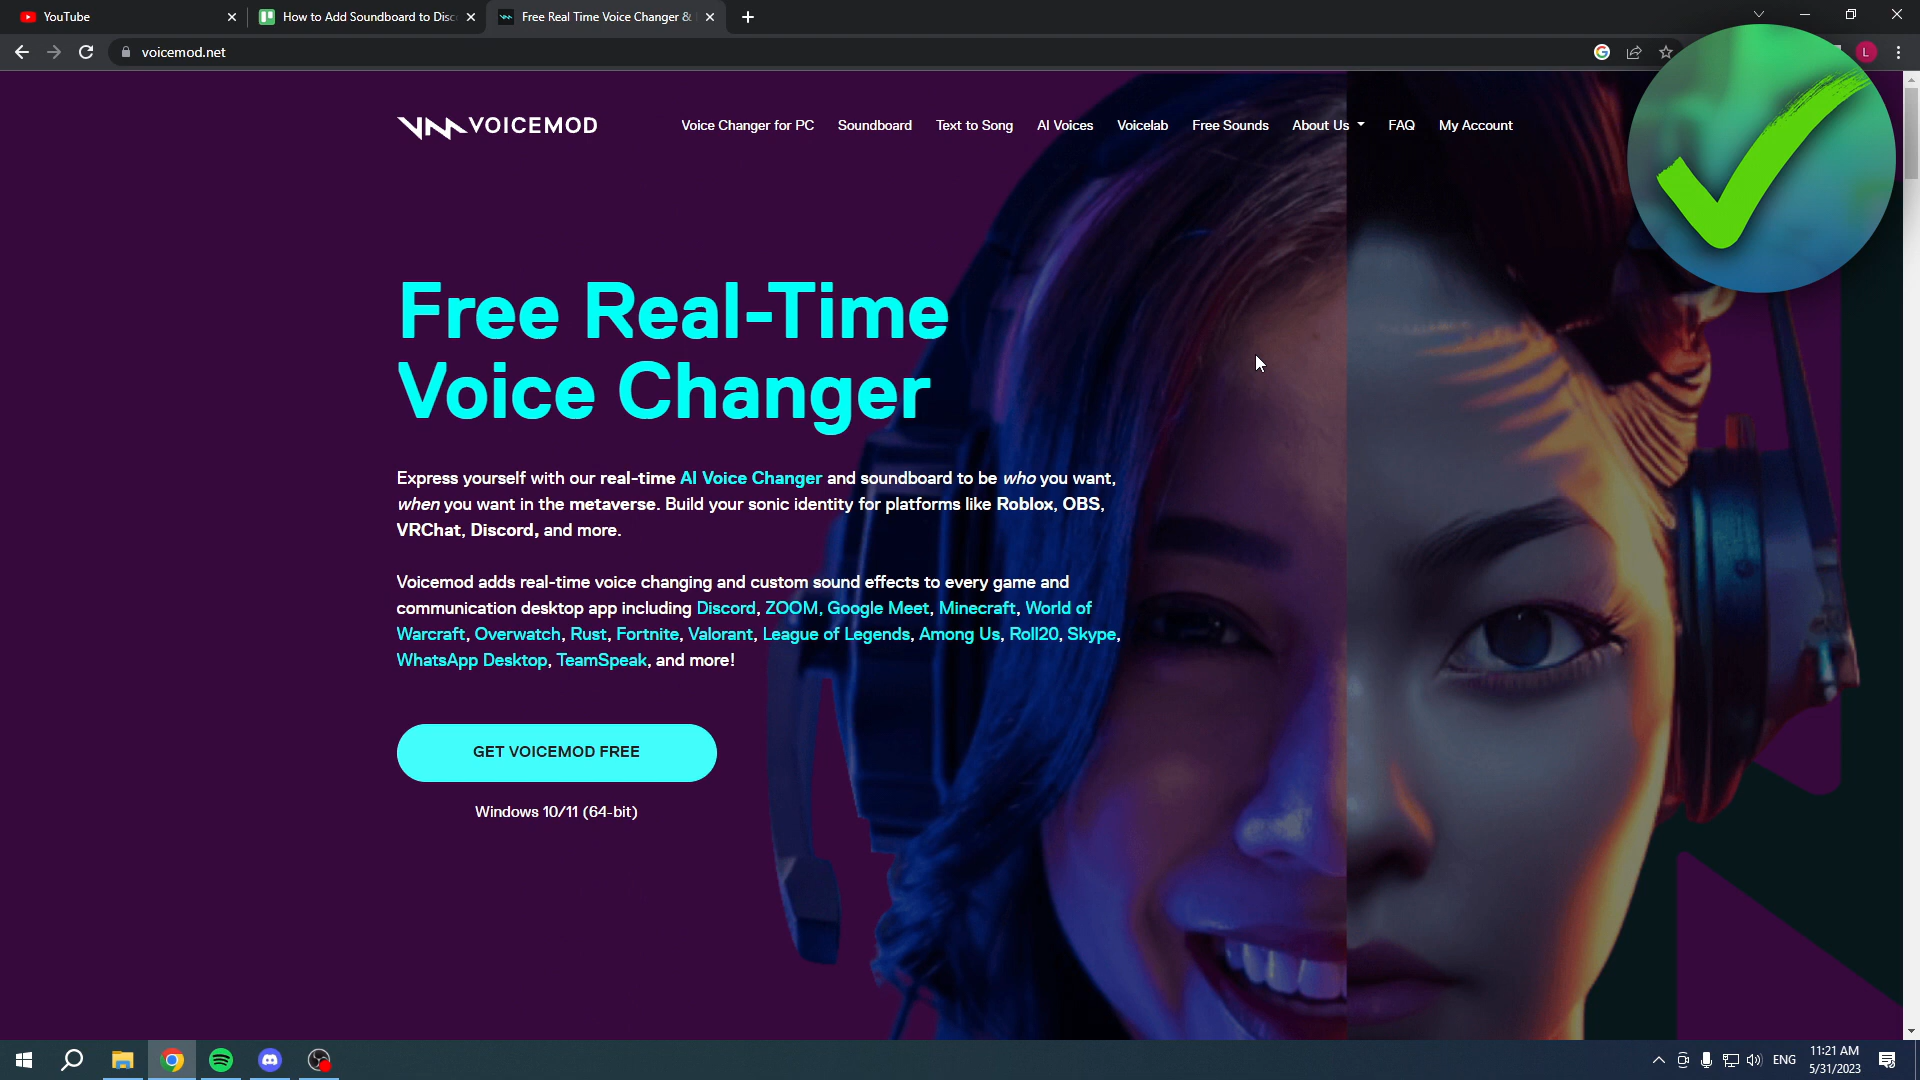 YouTube
How to Add Soundboard to Disc
Free Real Time Voice Changer &
voicemod.net
L
VOICEMOD
Voice Changer for PC
Soundboard
Text to Song
AI Voices
Voicelab
Free Sounds
About Us
FAQ
My Account
Free Real-Time
Voice Changer
Express yourself with our real-time AI Voice Changer and soundboard to be who you want,
when you want in the metaverse. Build your sonic identity for platforms like Roblox, OBS,
VRChat, Discord, and more.
Voicemod adds real-time voice changing and custom sound effects to every game and
communication desktop app including Discord, ZOOM, Google Meet, Minecraft, World of
Warcraft, Overwatch, Rust, Fortnite, Valorant, League of Legends, Among Us, Roll20, Skype,
WhatsApp Desktop, TeamSpeak, and more!
GET VOICEMOD FREE
Windows 10/11 (64-bit)
ENG
11:21 AM
5/31/2023